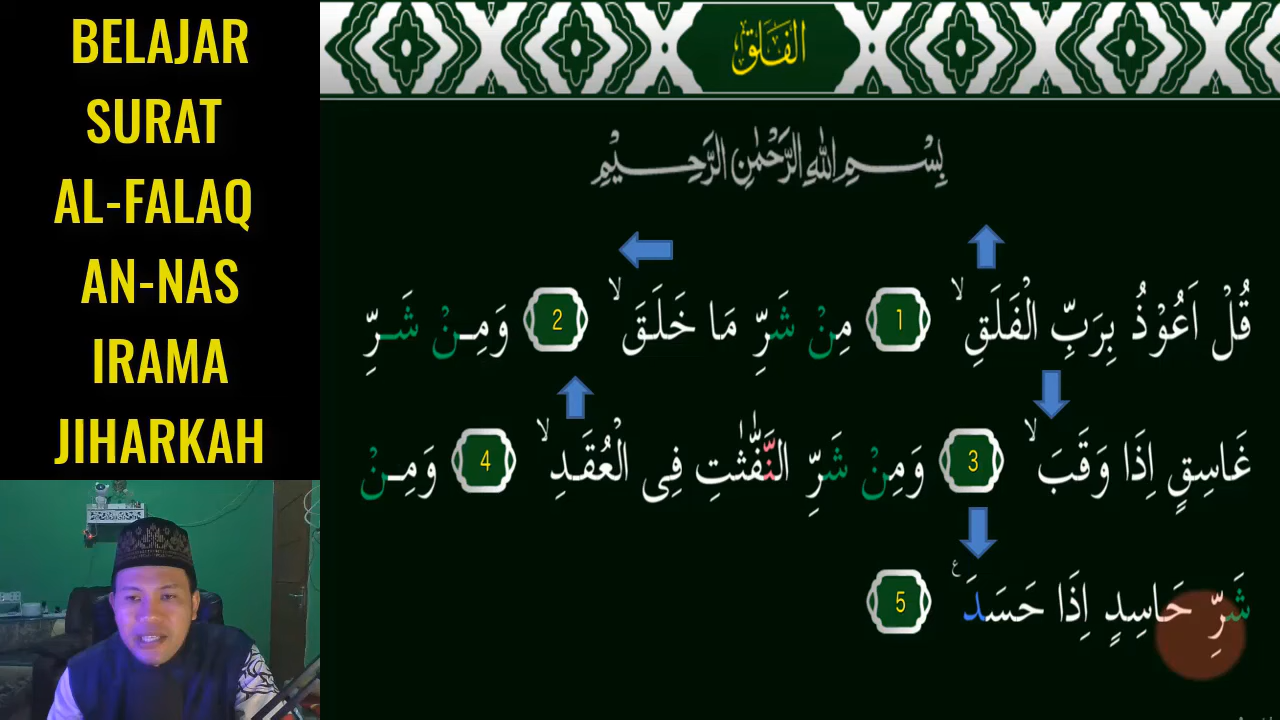 BELAJAR
SURAT
AL-FALAQ
AN-NAS
IRAMA
JIHARKAH
الفلق
بِسْمِ اللهِ الرَّحْمٰنِ الرَّحِيْمِ
قُلْ اَعُوْذُ بِرَبِّ الْفَلَقِۙ 1 مِنْ شَرِّ مَا خَلَقَۙ 2 وَمِنْ شَرِّ
غَاسِقٍ اِذَا وَقَبَۙ 3 وَمِنْ شَرِّ النَّفّٰثٰتِ فِى الْعُقَدِۙ 4 وَمِنْ
شَرِّ حَاسِدٍ اِذَا حَسَدَ ࣖ 5